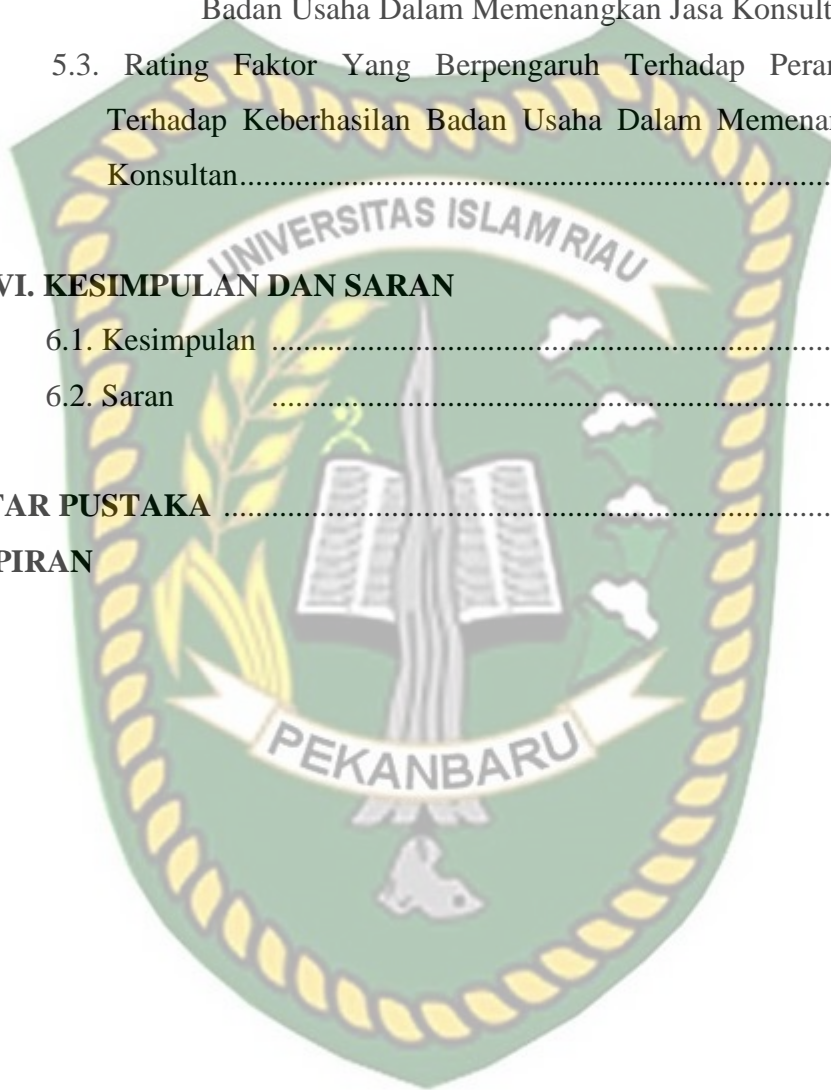 Badan Usaha Dalam Memenangkan Jasa Konsult
5.3. Rating Faktor Yang Berpengaruh Terhadap Peran
Terhadap Keberhasilan Badan Usaha Dalam Memenan
Konsultan..............................................................
UNIVERSITAS ISLAM RIAU
VI. KESIMPULAN DAN SARAN
6.1. Kesimpulan ..........................................................
6.2. Saran ..........................................................
TAR PUSTAKA ................................................................
PIRAN
PEKANBARU